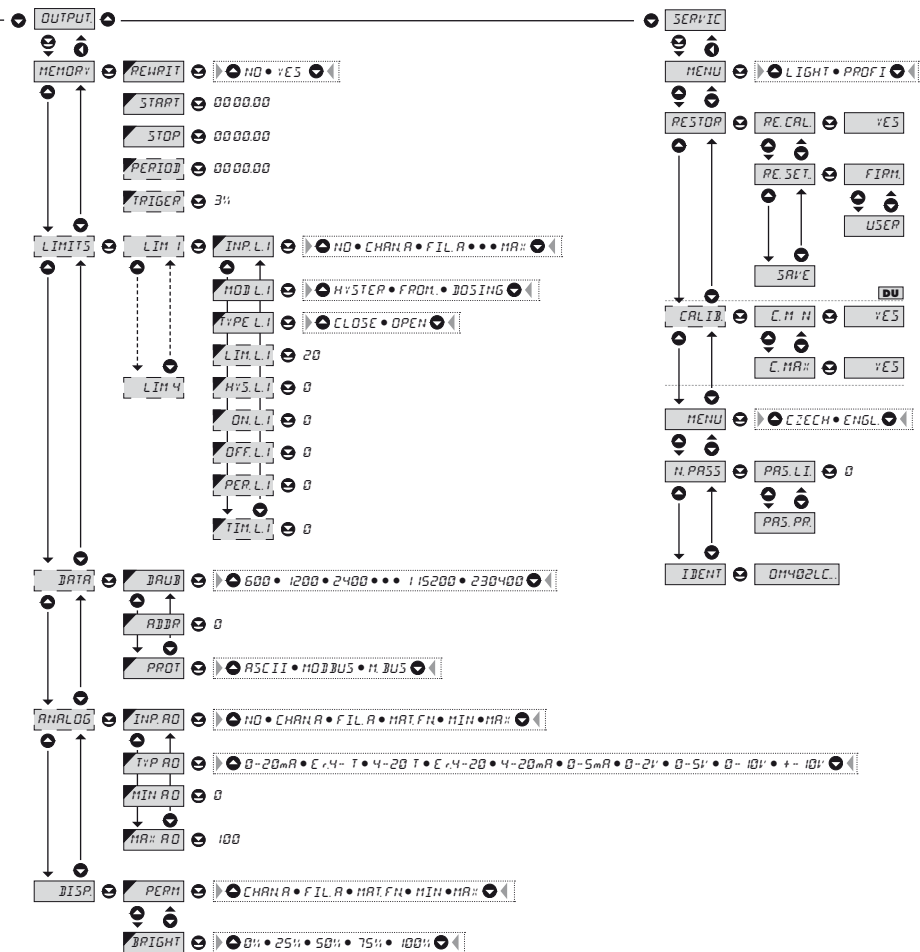 OUTPUT.
MEMORY
REWRIT
NO • YES
START
0000.00
STOP
0000.00
PERIOD
0000.00
TRIGER
3%
LIMITS
LIM 1
INP. L.1
NO • CHAN.A • FIL. A • • • MAX
MOD L.1
HYSTER • FROM.. • DOSING
TYPE L.1
CLOSE • OPEN
LIM. L.1
20
LIM 4
HYS. L.1
0
ON. L.1
0
OFF. L.1
0
PER. L.1
0
TIM. L.1
0
DATA
BAUD
600 • 1200 • 2400 • • • 115200 • 230400
ADDR
0
PROT
ASCII • MODBUS • M. BUS
ANALOG
INP. AO
NO • CHAN.A • FIL. A • MAT. FN. • MIN • MAX
TYP AO
0-20mA • Er.4- T • 4-20 T • Er.4-20 • 4-20mA • 0-5mA • 0-2V • 0-5V • 0- 10V • +- 10V
MIN AO
0
MAX AO
100
DISP.
PERM
CHAN.A • FIL. A • MAT. FN. • MIN • MAX
BRIGHT
0% • 25% • 50% • 75% • 100%
SERVIC
MENU
LIGHT • PROFI
RESTOR
RE. CAL.
YES
RE. SET..
FIRM.
USER
SAVE
DU
CALIB.
C. M N
YES
C. MAX
YES
MENU
CZECH • ENGL.
N. PASS
PAS. LI.
0
PAS. PR.
IDENT
OM402LC..